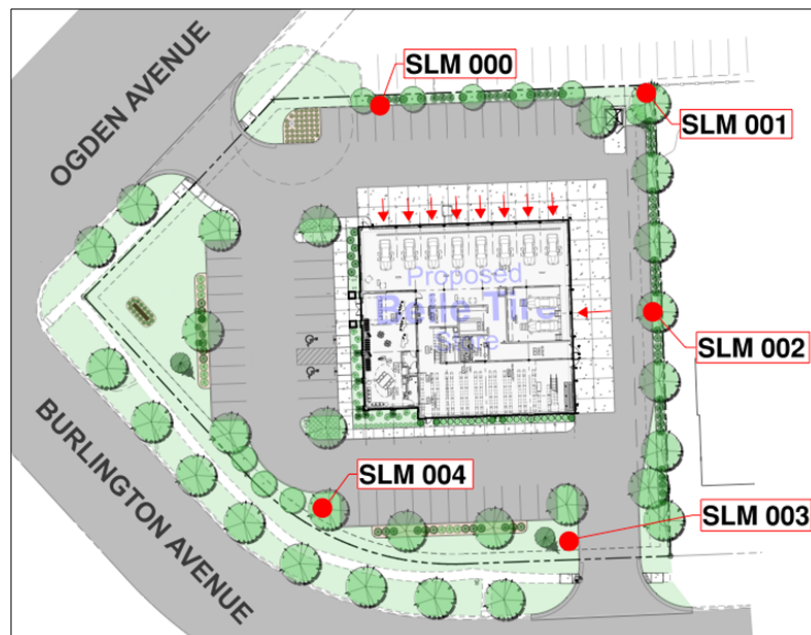 OGDEN AVENUE
SLM 000
SLM 001
Proposed
Belle Tire
Store
SLM 002
SLM 004
SLM 003
BURLINGTON AVENUE